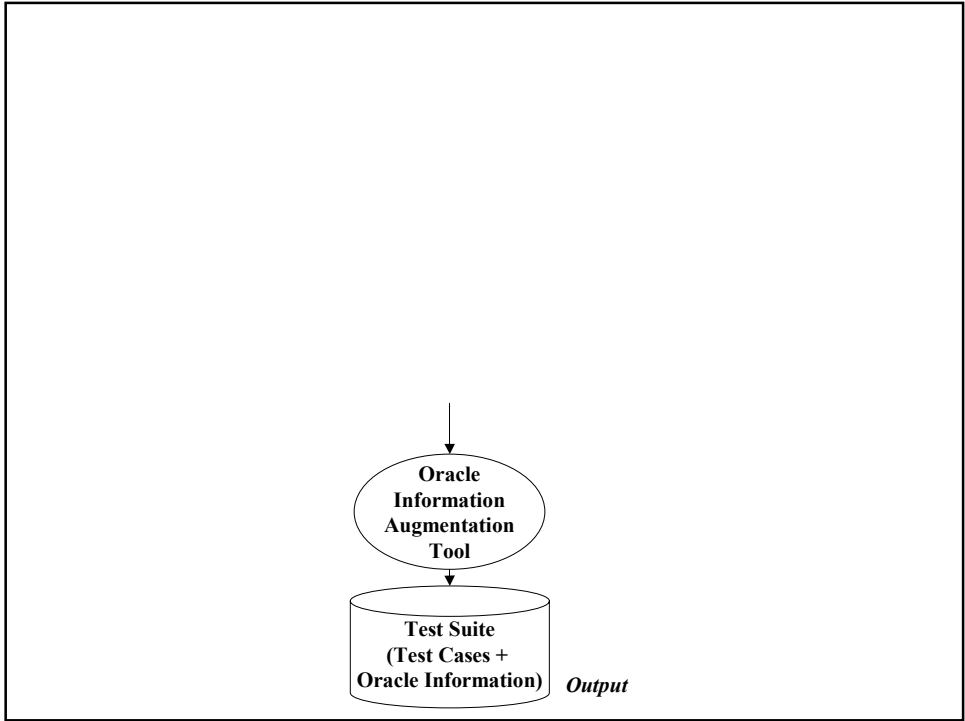 Oracle
Information
Augmentation
Tool
Test Suite
(Test Cases +
Oracle Information)
Output